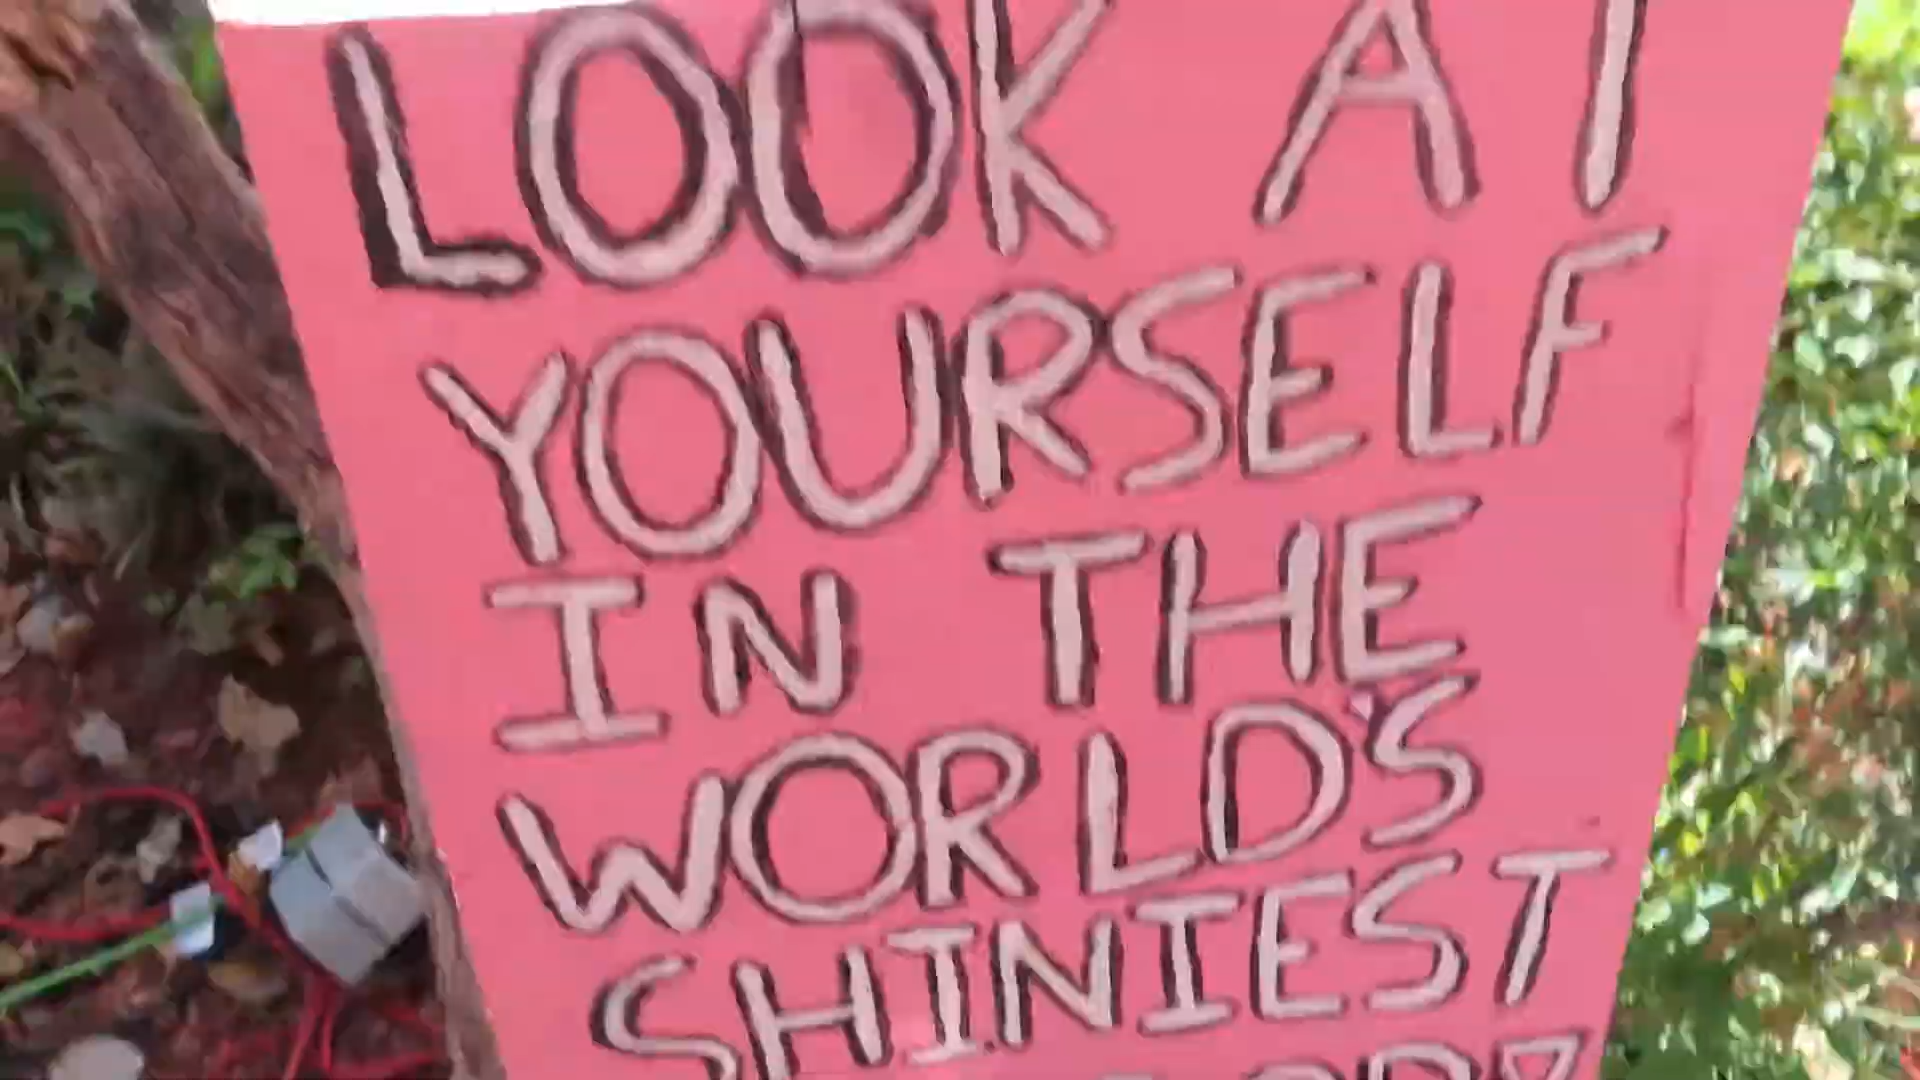 LOOK AT
YOURSELF
IN THE
WORLD'S
SHINIEST